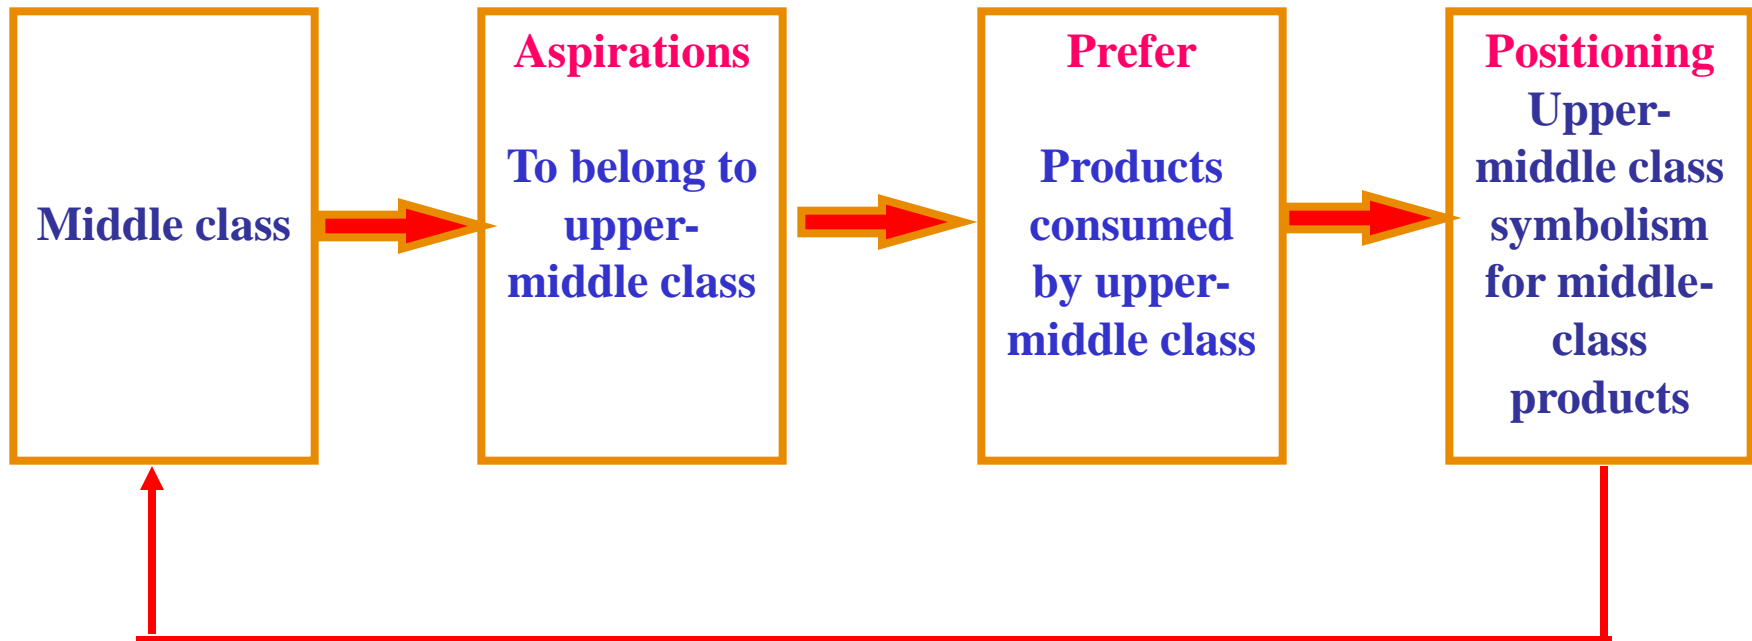 Middle class
Aspirations
To belong to
upper-
middle class
Prefer
Products
consumed
by upper-
middle class
Positioning
Upper-
middle class
symbolism
for middle-
class
products